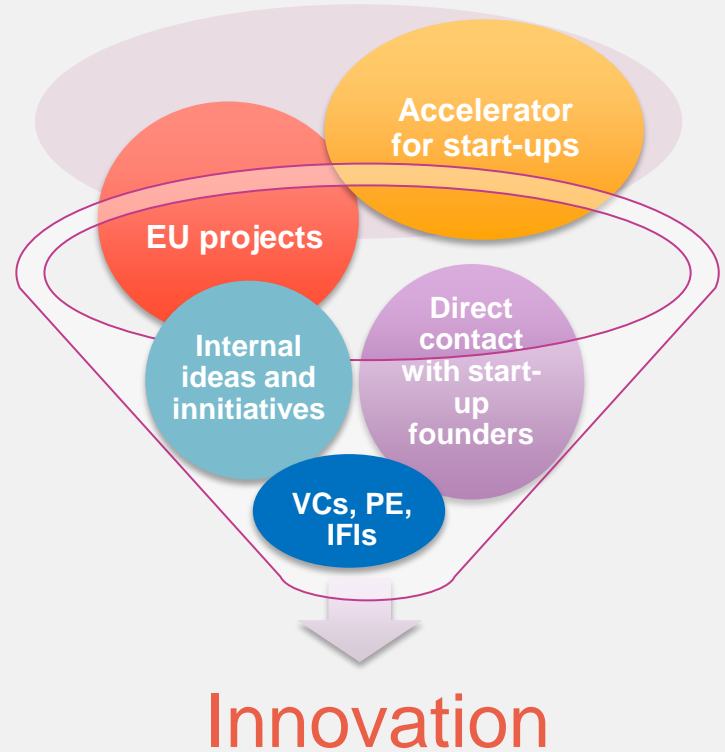 Accelerator
for start-ups
EU projects
Internal
ideas and
innitiatives
Direct
contact
with start-
up
founders
VCs, PE,
IFIs
Innovation